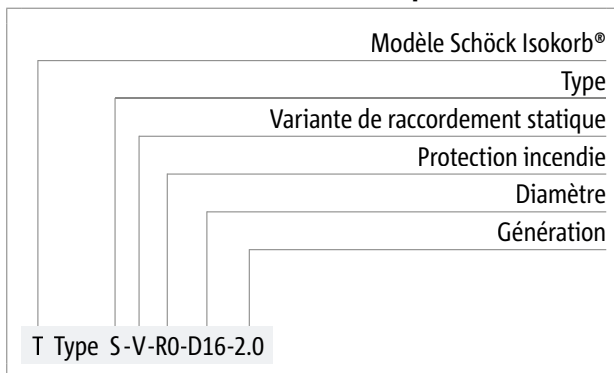 Modèle Schöck Isokorb®
Type
Variante de raccordement statique
Protection incendie
Diamètre
Génération
T Type S-V-R0-D16-2.0